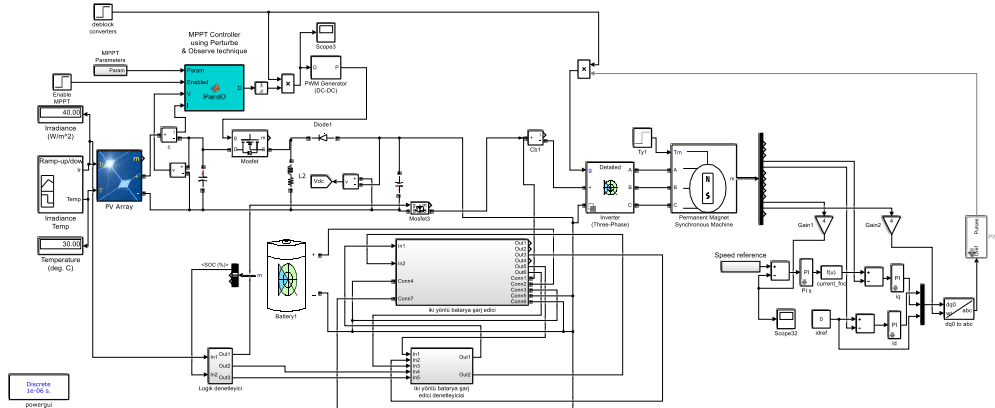 deblock
converters
MPPT Controller
using Perturbe
& Observe technique
Scope3
MPPT
Parameters
Param
Param
Enabled
V
I
D
PandO
D
P
PWM Generator
(DC-DC)
Enable
MPPT
40.00
Irradiance
(W/m^2)
Ramp-up/down
Ir
Temp
Irradiance
Temp
30.00
Temperature
(deg. C)
Ir
T
m
+
-
PV Array
g
m
Mosfet
Diode1
L2
Vdc
Mosfet3
Cb1
Ty1
Detailed
g
+
-
A
B
C
Inverter
(Three-Phase)
Tm
A
B
C
N
S
m
Permanent Magnet
Synchronous Machine
Gain1
Gain2
Speed reference
PI
PI s
f(u)
current_fnc
PI
iq
PI
id
Scope32
0
idref
dq0
wt
abc
dq0 to abc
Pulses
Uref
<SOC (%)>
m
+
-
Battery1
In1
In2
Conn4
Conn7
Out1
Out2
Out3
Out4
Out5
Out6
Conn1
Conn2
Conn3
Conn5
Conn6
iki yönlü batarya şarj edici
In1
In2
Out1
Out2
Out3
Logik denetleyici
In1
In2
In3
In4
In5
Out1
Out2
iki yönlü batarya şarj
edici denetleyicisi
Discrete
1e-06 s.
powergui